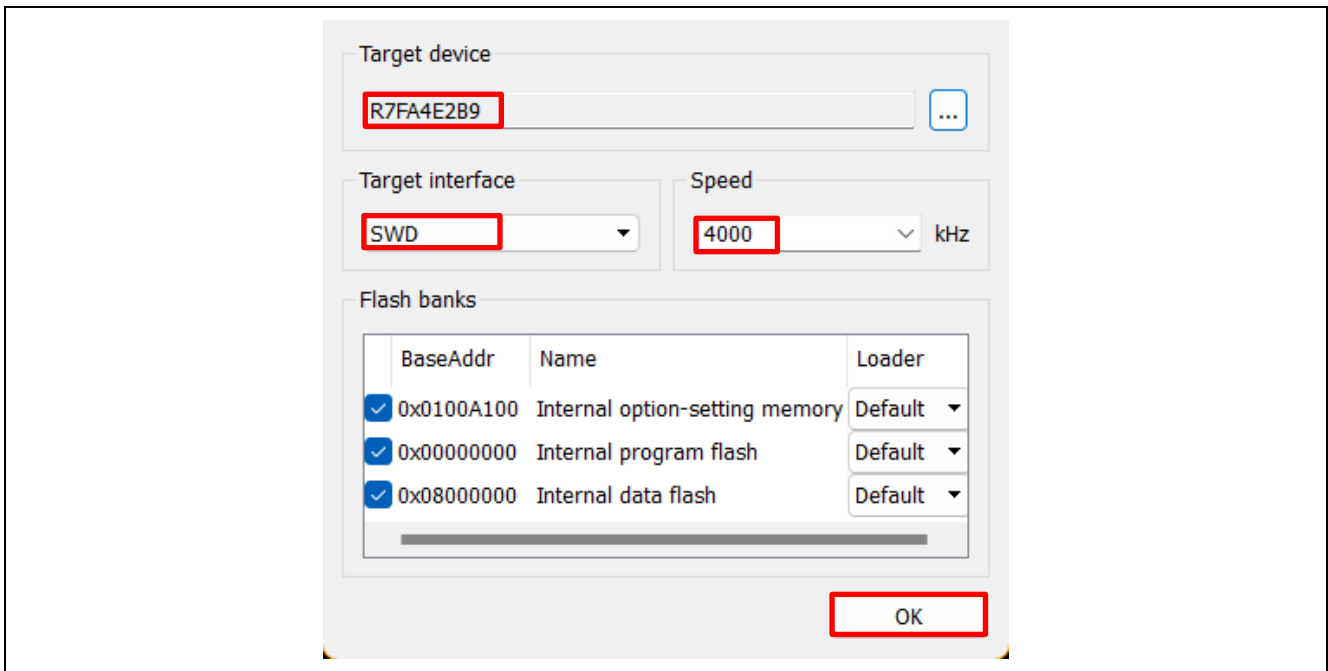 Target device
R7FA4E2B9 ...
Target interface Speed
SWD 4000 kHz
Flash banks
BaseAddr Name Loader
0x0100A100 Internal option-setting memory Default
0x00000000 Internal program flash Default
0x08000000 Internal data flash Default
OK